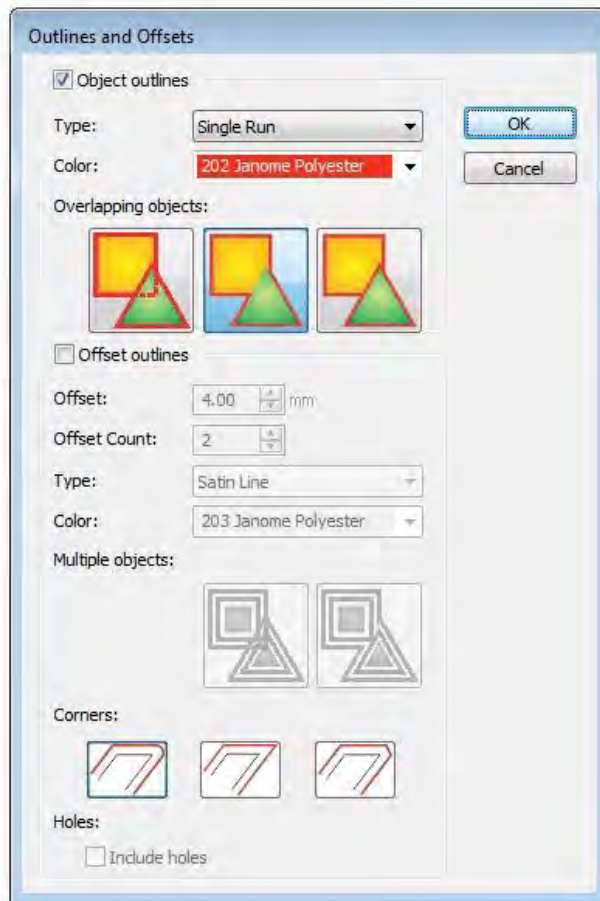 Outlines and Offsets
Object outlines
Type: Single Run
OK
Color: 202 Janome Polyester
Cancel
Overlapping objects:
Offset outlines
Offset: 4.00 mm
Offset Count: 2
Type: Satin Line
Color: 203 Janome Polyester
Multiple objects:
Corners:
Holes:
Include holes